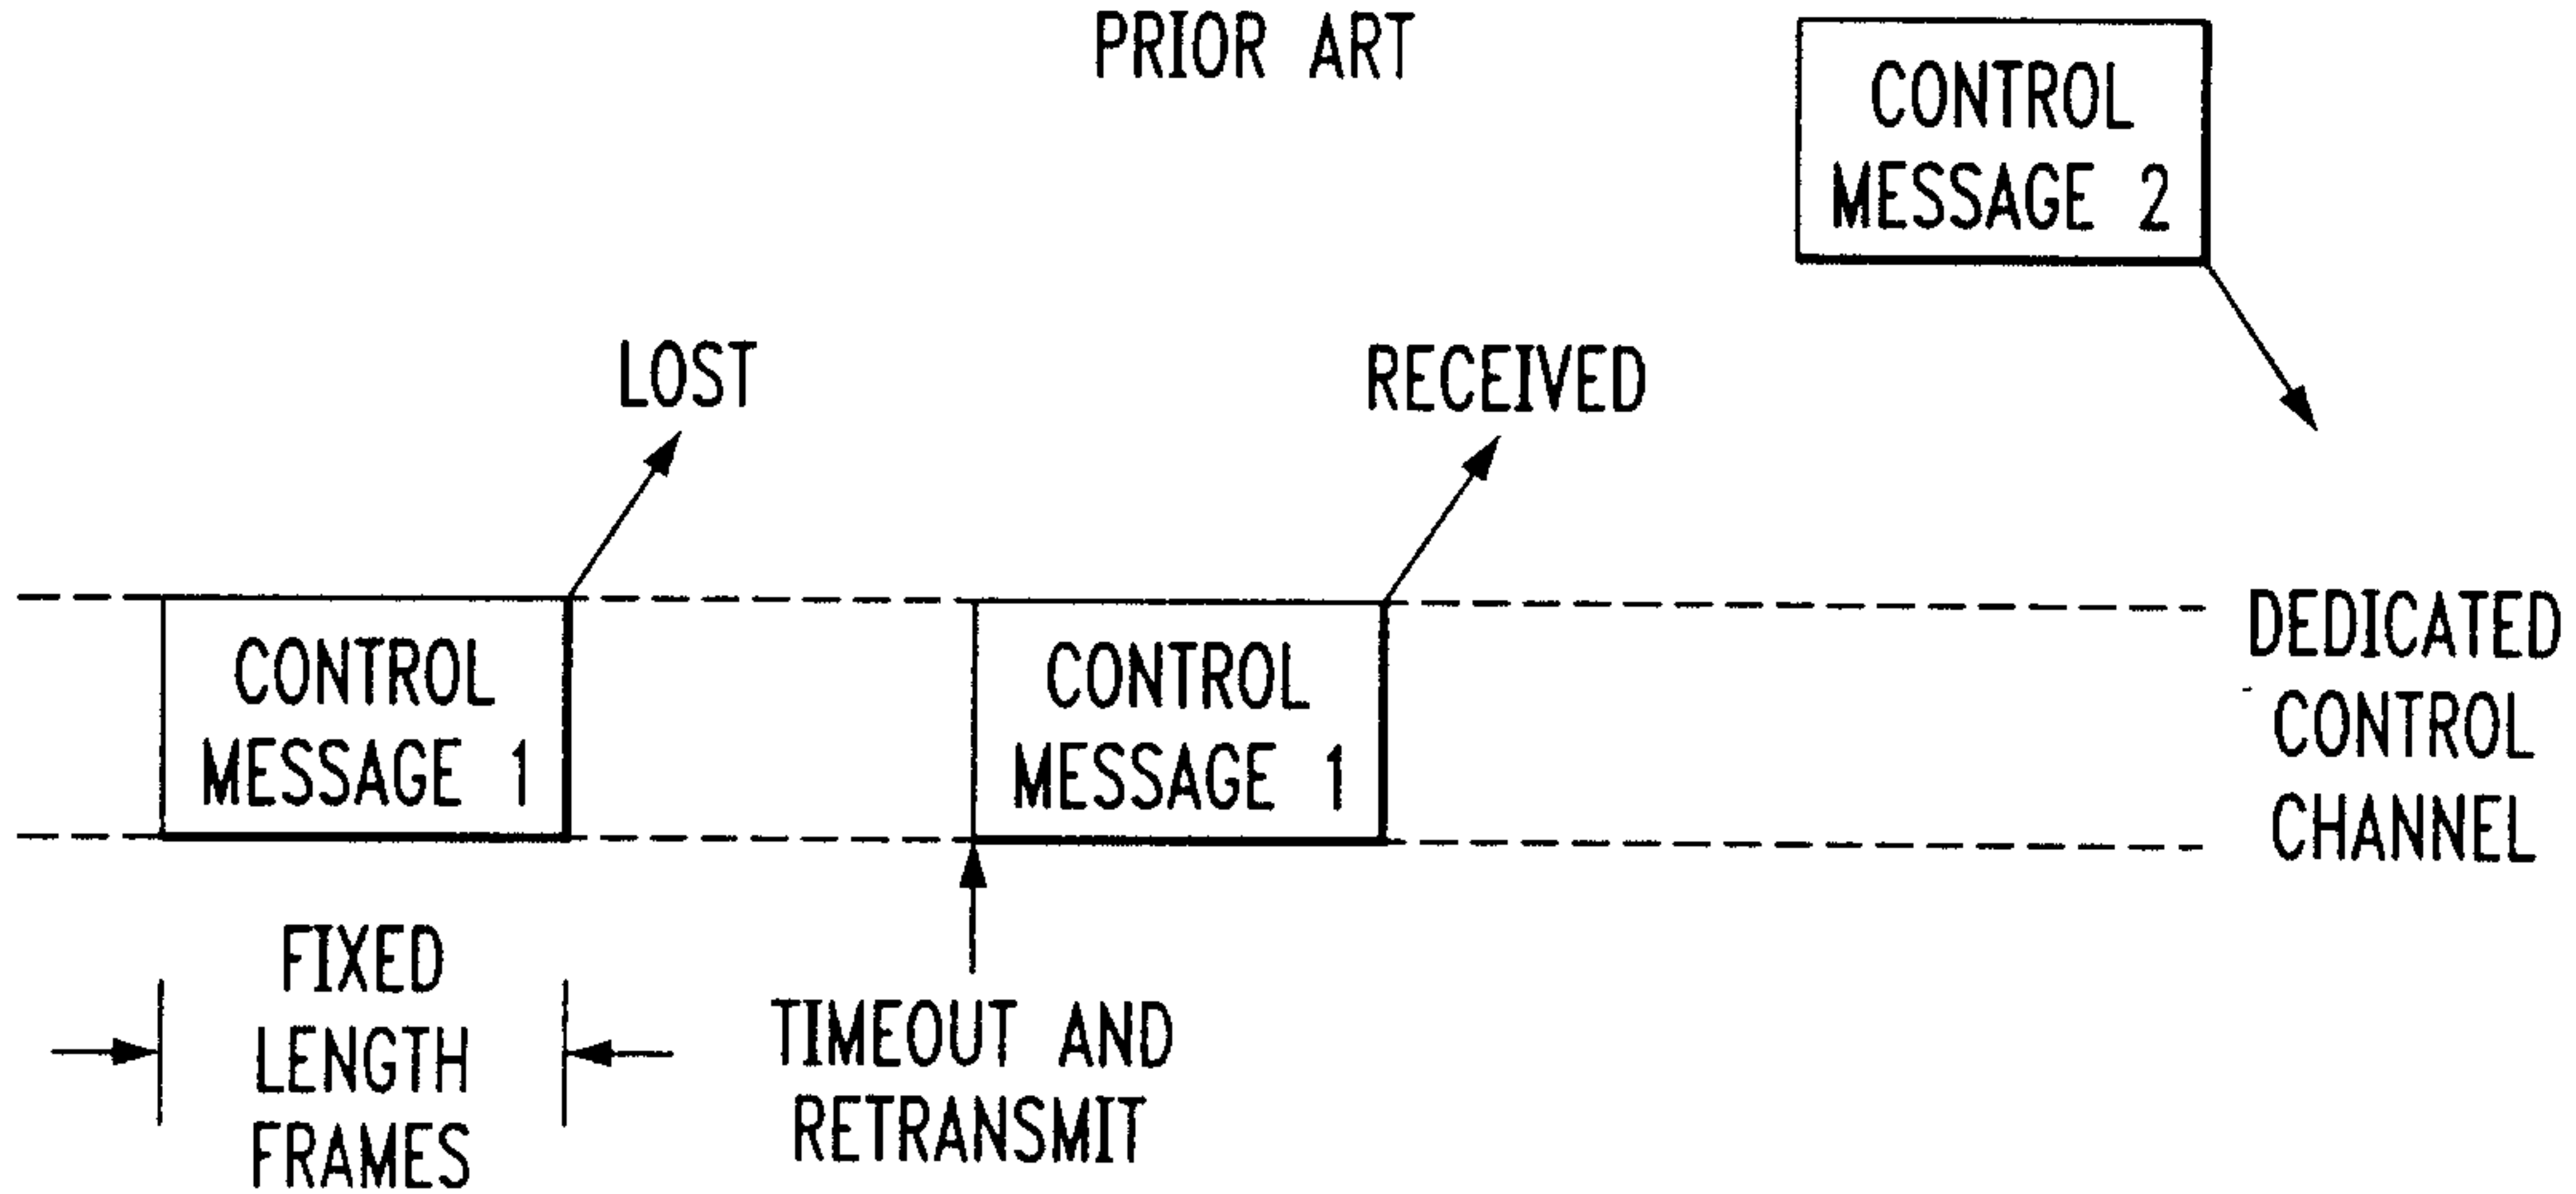 PRIOR ART
CONTROL
MESSAGE 2
LOST
RECEIVED
CONTROL
MESSAGE 1
CONTROL
MESSAGE 1
DEDICATED
CONTROL
CHANNEL
FIXED
LENGTH
FRAMES
TIMEOUT AND
RETRANSMIT